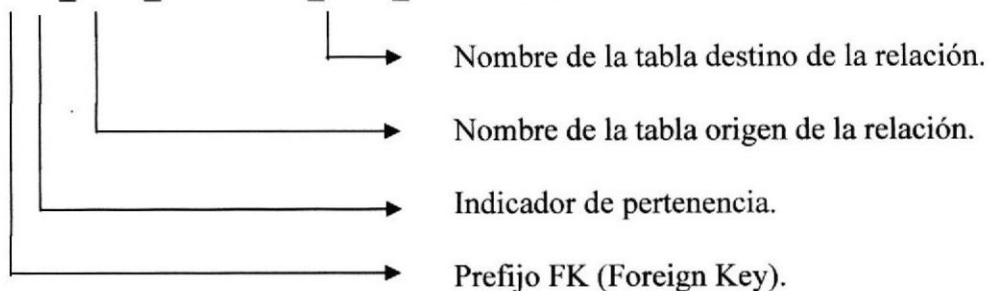 Nombre de la tabla destino de la relación.
Nombre de la tabla origen de la relación.
Indicador de pertenencia.
Prefijo FK (Foreign Key).